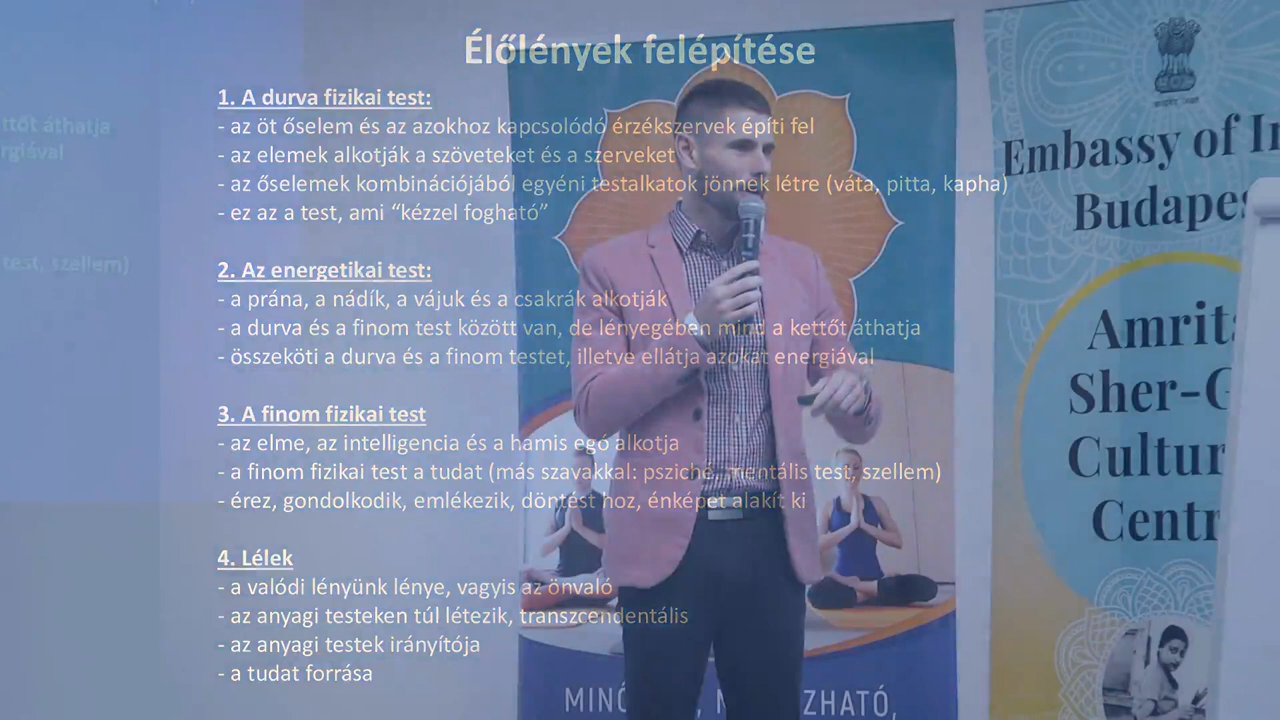 Élőlények felépítése
1. A durva fizikai test:
- az öt őselem és az azokhoz kapcsolódó érzékszervek építi fel
- az elemek alkotják a szöveteket és a szerveket
- az őselemek kombinációjából egyéni testalkatok jönnek létre (váta, pitta, kapha)
- ez az a test, ami “kézzel fogható”
2. Az energetikai test:
- a prána, a nádík, a vájuk és a csakrák alkotják
- a durva és a finom test között van, de lényegében mind a kettőt áthatja
- összeköti a durva és a finom testet, illetve ellátja azokat energiával
3. A finom fizikai test
- az elme, az intelligencia és a hamis egó alkotja
- a finom fizikai test a tudat (más szavakkal: psziché, mentális test, szellem)
- érez, gondolkodik, emlékezik, döntést hoz, énképet alakít ki
4. Lélek
- a valódi lényünk lénye, vagyis az önvaló
- az anyagi testeken túl létezik, transzcendentális
- az anyagi testek irányítója
- a tudat forrása
ttőt áthatja
rgiával
test, szellem)
Embassy of
Budape
Amrit
Sher-G
Cultur
Centr